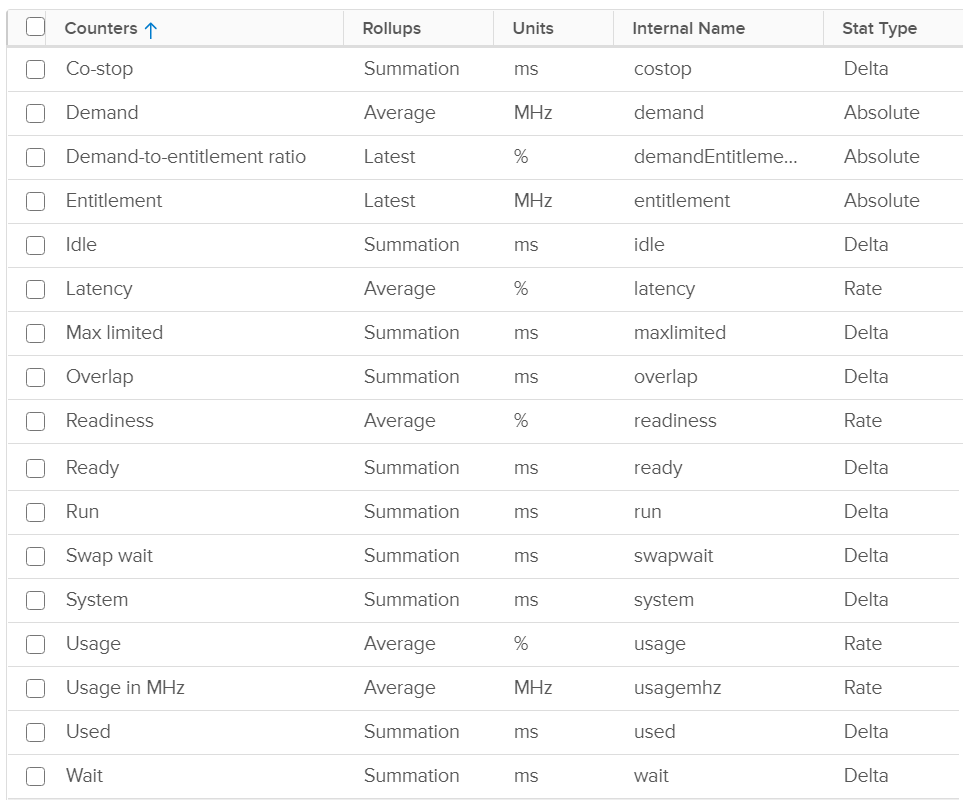 Counters Rollups Units Internal Name Stat Type
Co-stop Summation ms costop Delta
Demand Average MHz demand Absolute
Demand-to-entitlement ratio Latest % demandEntitleme... Absolute
Entitlement Latest MHz entitlement Absolute
Idle Summation ms idle Delta
Latency Average % latency Rate
Max limited Summation ms maxlimited Delta
Overlap Summation ms overlap Delta
Readiness Average % readiness Rate
Ready Summation ms ready Delta
Run Summation ms run Delta
Swap wait Summation ms swapwait Delta
System Summation ms system Delta
Usage Average % usage Rate
Usage in MHz Average MHz usagemhz Rate
Used Summation ms used Delta
Wait Summation ms wait Delta